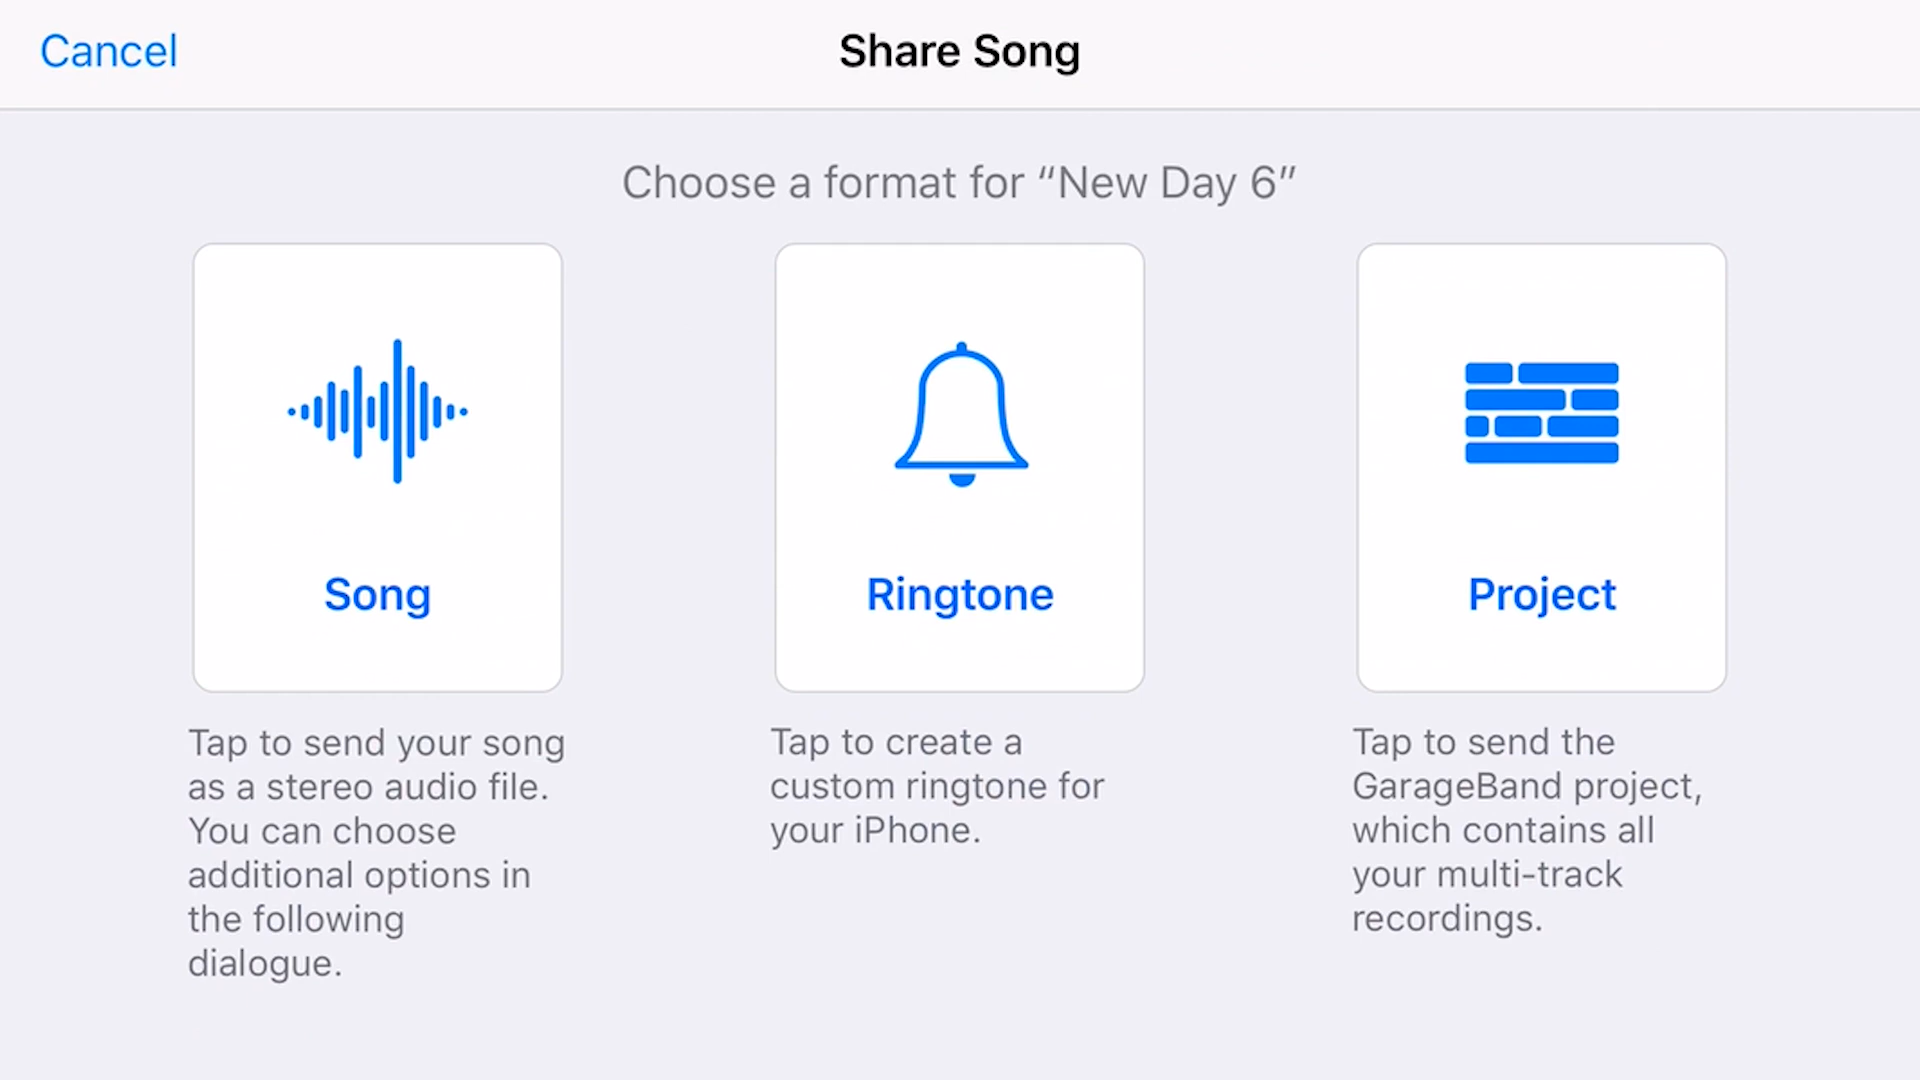 Cancel
Share Song
Choose a format for “New Day 6”
Song
Tap to send your song
as a stereo audio file.
You can choose
additional options in
the following
dialogue.
Ringtone
Tap to create a
custom ringtone for
your iPhone.
Project
Tap to send the
GarageBand project,
which contains all
your multi-track
recordings.